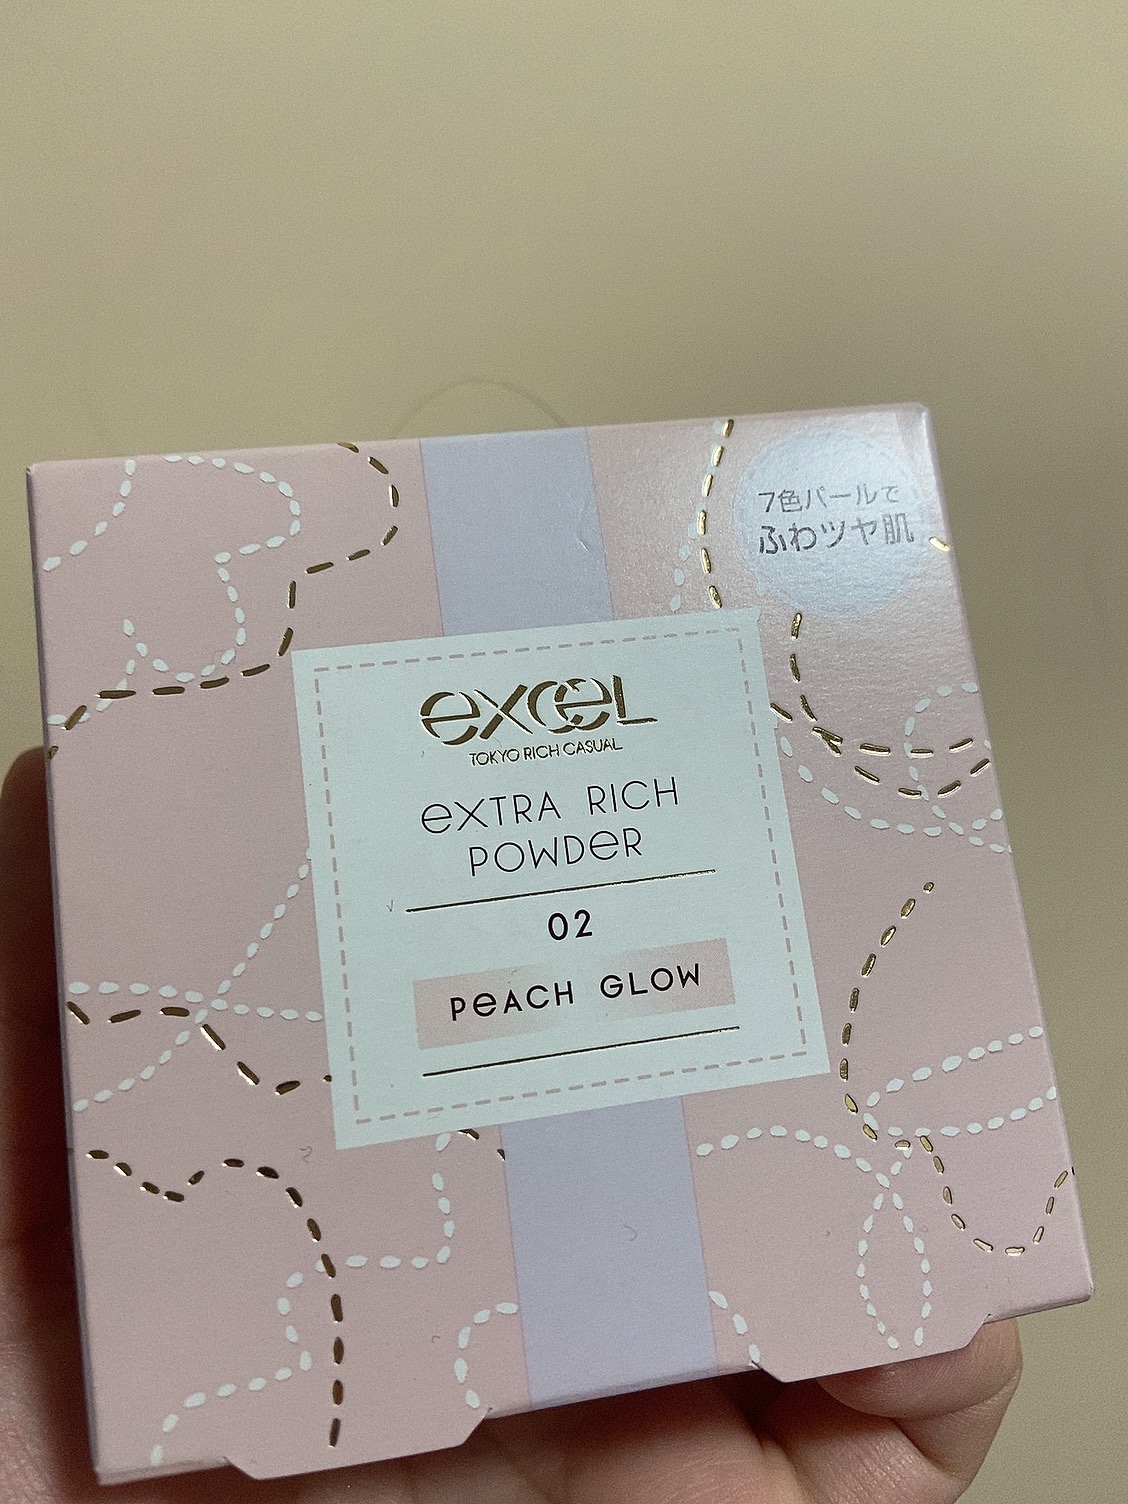 7色パールで
ふわツヤ肌
excel
TOKYO RICH CASUAL
EXTRA RICH
POWDER
02
PEACH GLOW